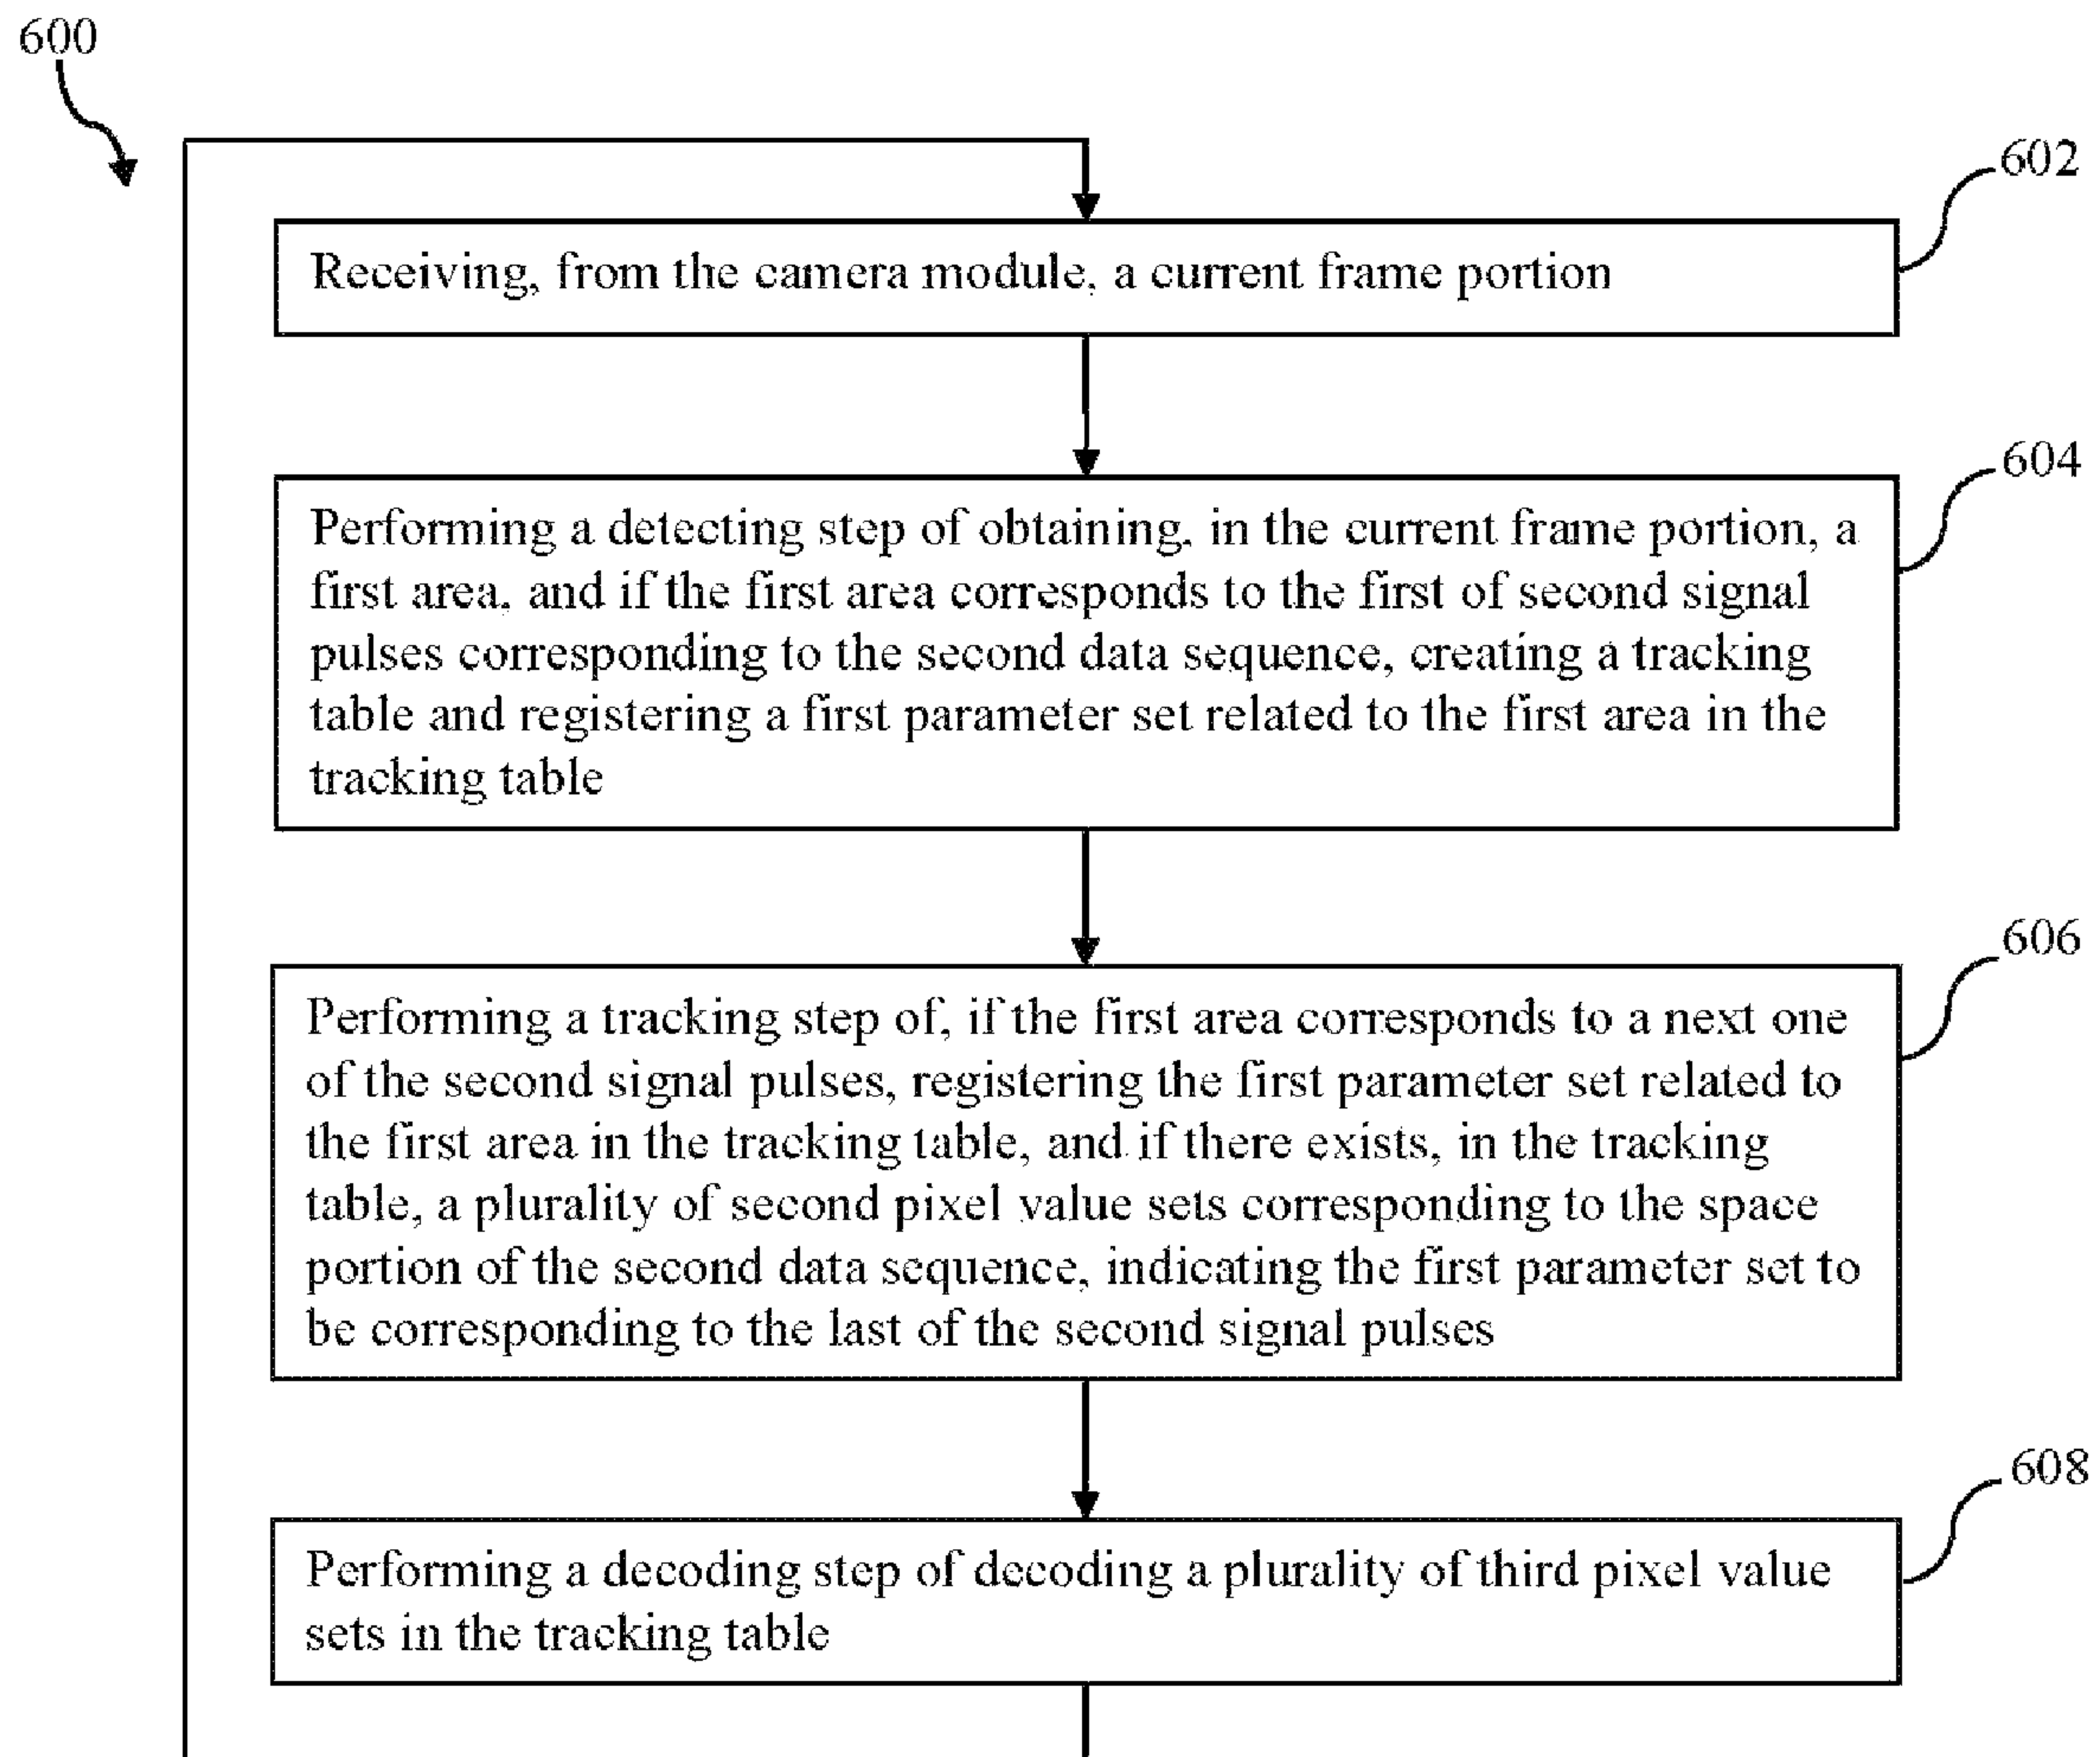 600
602
Receiving, from the camera module, a current frame portion
604
Performing a detecting step of obtaining, in the current frame portion, a
first area, and if the first area corresponds to the first of second signal
pulses corresponding to the second data sequence, creating a tracking
table and registering a first parameter set related to the first area in the
tracking table
606
Performing a tracking step of, if the first area corresponds to a next one
of the second signal pulses, registering the first parameter set related to
the first area in the tracking table, and if there exists, in the tracking
table, a plurality of second pixel value sets corresponding to the space
portion of the second data sequence, indicating the first parameter set to
be corresponding to the last of the second signal pulses
608
Performing a decoding step of decoding a plurality of third pixel value
sets in the tracking table